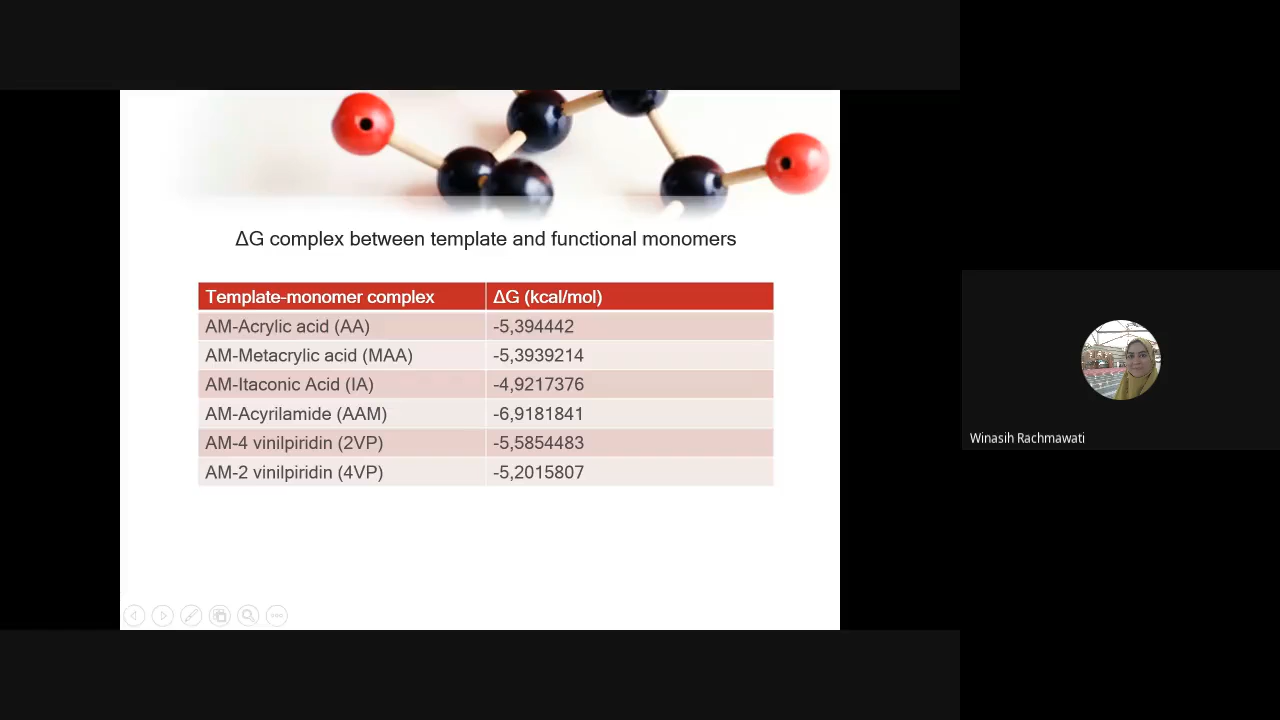 ΔG complex between template and functional monomers
Template-monomer complex ΔG (kcal/mol)
AM-Acrylic acid (AA) -5,394442
AM-Metacrylic acid (MAA) -5,3939214
AM-Itaconic Acid (IA) -4,9217376
AM-Acyrilamide (AAM) -6,9181841
AM-4 vinilpiridin (2VP) -5,5854483
AM-2 vinilpiridin (4VP) -5,2015807
Winasih Rachmawati